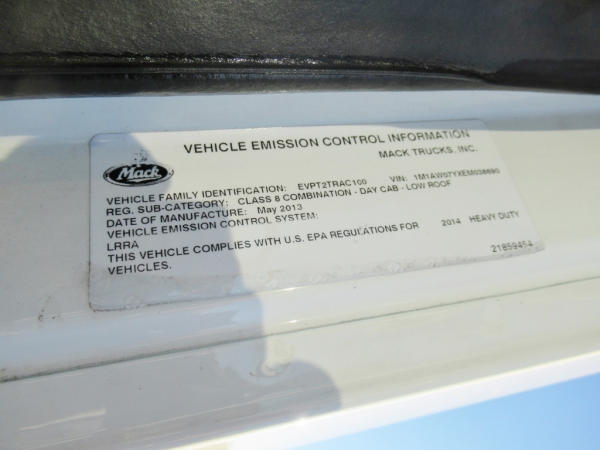 VEHICLE EMISSION CONTROL INFORMATION
MACK TRUCKS, INC.
Mack
VEHICLE FAMILY IDENTIFICATION: EVPT2TRAC100 VIN: 1M1AW07YXEM038690
REG. SUB-CATEGORY: CLASS 8 COMBINATION - DAY CAB - LOW ROOF
DATE OF MANUFACTURE: May 2013
VEHICLE EMISSION CONTROL SYSTEM:
LRRA
THIS VEHICLE COMPLIES WITH U.S. EPA REGULATIONS FOR 2014 HEAVY DUTY
VEHICLES.
21859454